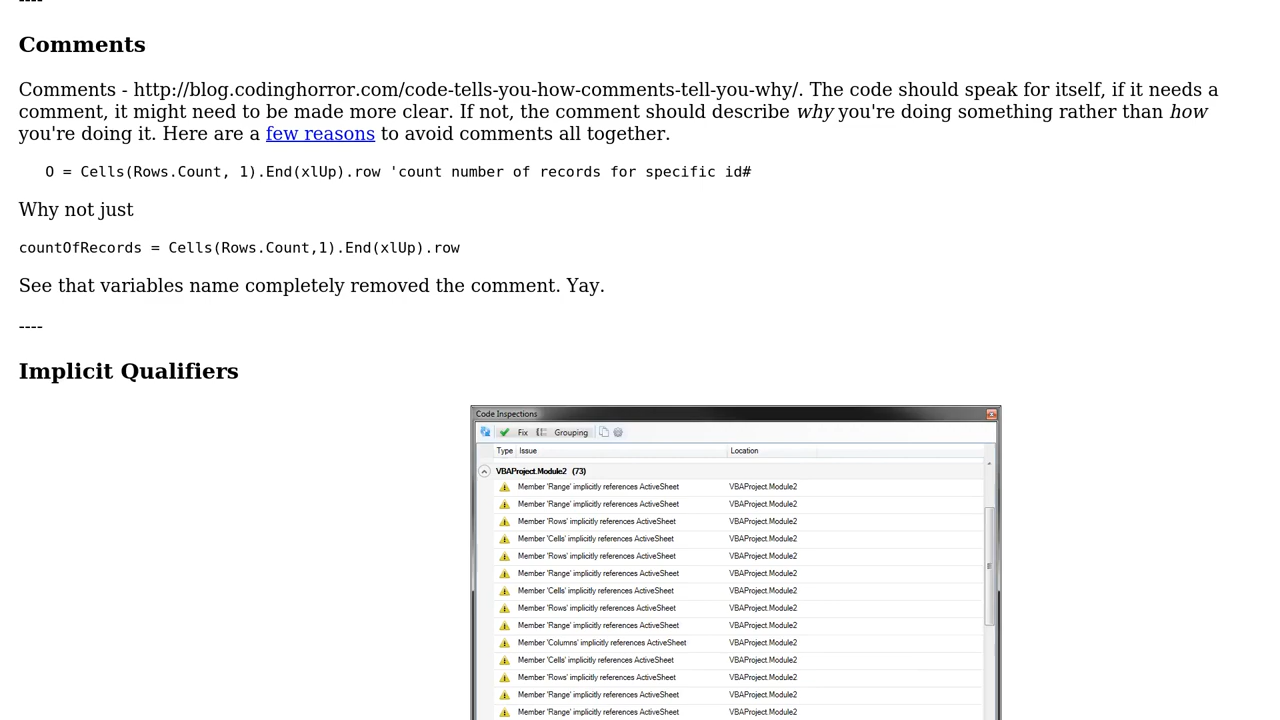 ----
Comments
Comments - http://blog.codinghorror.com/code-tells-you-how-comments-tell-you-why/. The code should speak for itself, if it needs a
comment, it might need to be made more clear. If not, the comment should describe why you're doing something rather than how
you're doing it. Here are a few reasons to avoid comments all together.
O = Cells(Rows.Count, 1).End(xlUp).row 'count number of records for specific id#
Why not just
countOfRecords = Cells(Rows.Count,1).End(xlUp).row
See that variables name completely removed the comment. Yay.
----
Implicit Qualifiers
Code Inspections
Fix Grouping
Type Issue Location
VBAProject.Module2 (73)
Member 'Range' implicitly references ActiveSheet VBAProject.Module2
Member 'Range' implicitly references ActiveSheet VBAProject.Module2
Member 'Rows' implicitly references ActiveSheet VBAProject.Module2
Member 'Cells' implicitly references ActiveSheet VBAProject.Module2
Member 'Rows' implicitly references ActiveSheet VBAProject.Module2
Member 'Range' implicitly references ActiveSheet VBAProject.Module2
Member 'Cells' implicitly references ActiveSheet VBAProject.Module2
Member 'Rows' implicitly references ActiveSheet VBAProject.Module2
Member 'Range' implicitly references ActiveSheet VBAProject.Module2
Member 'Columns' implicitly references ActiveSheet VBAProject.Module2
Member 'Cells' implicitly references ActiveSheet VBAProject.Module2
Member 'Rows' implicitly references ActiveSheet VBAProject.Module2
Member 'Range' implicitly references ActiveSheet VBAProject.Module2
Member 'Range' implicitly references ActiveSheet VBAProject.Module2